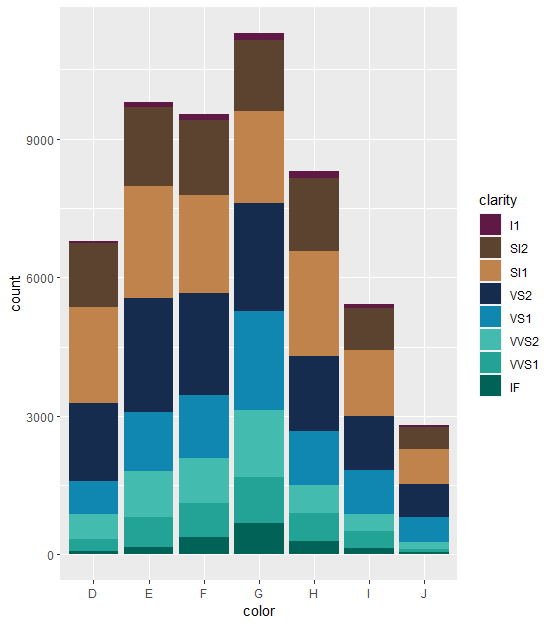 9000
6000
3000
0
count
D E F G H I J
color
clarity
I1
SI2
SI1
VS2
VS1
VVS2
VVS1
IF